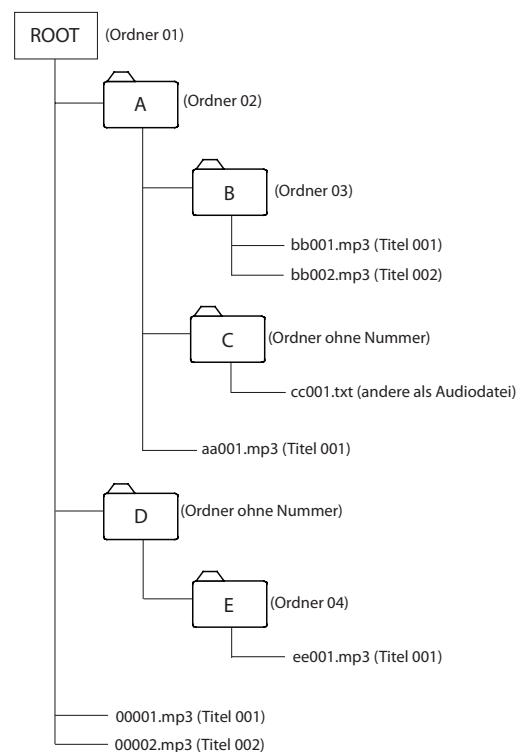 ROOT (Ordner 01)
A (Ordner 02)
B (Ordner 03)
bb001.mp3 (Titel 001)
bb002.mp3 (Titel 002)
C (Ordner ohne Nummer)
cc001.txt (andere als Audiodatei)
aa001.mp3 (Titel 001)
D (Ordner ohne Nummer)
E (Ordner 04)
ee001.mp3 (Titel 001)
00001.mp3 (Titel 001)
00002.mp3 (Titel 002)